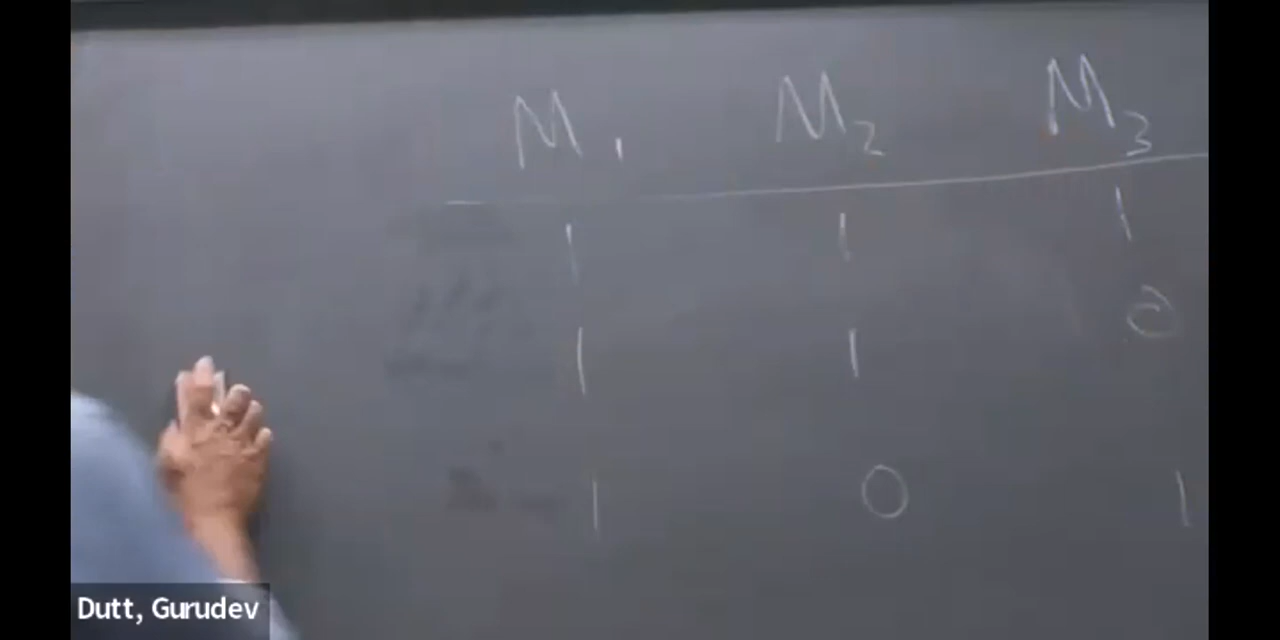 M₁ M₂ M₃
1 1 1
1 1 0
1 0 1
Dutt, Gurudev